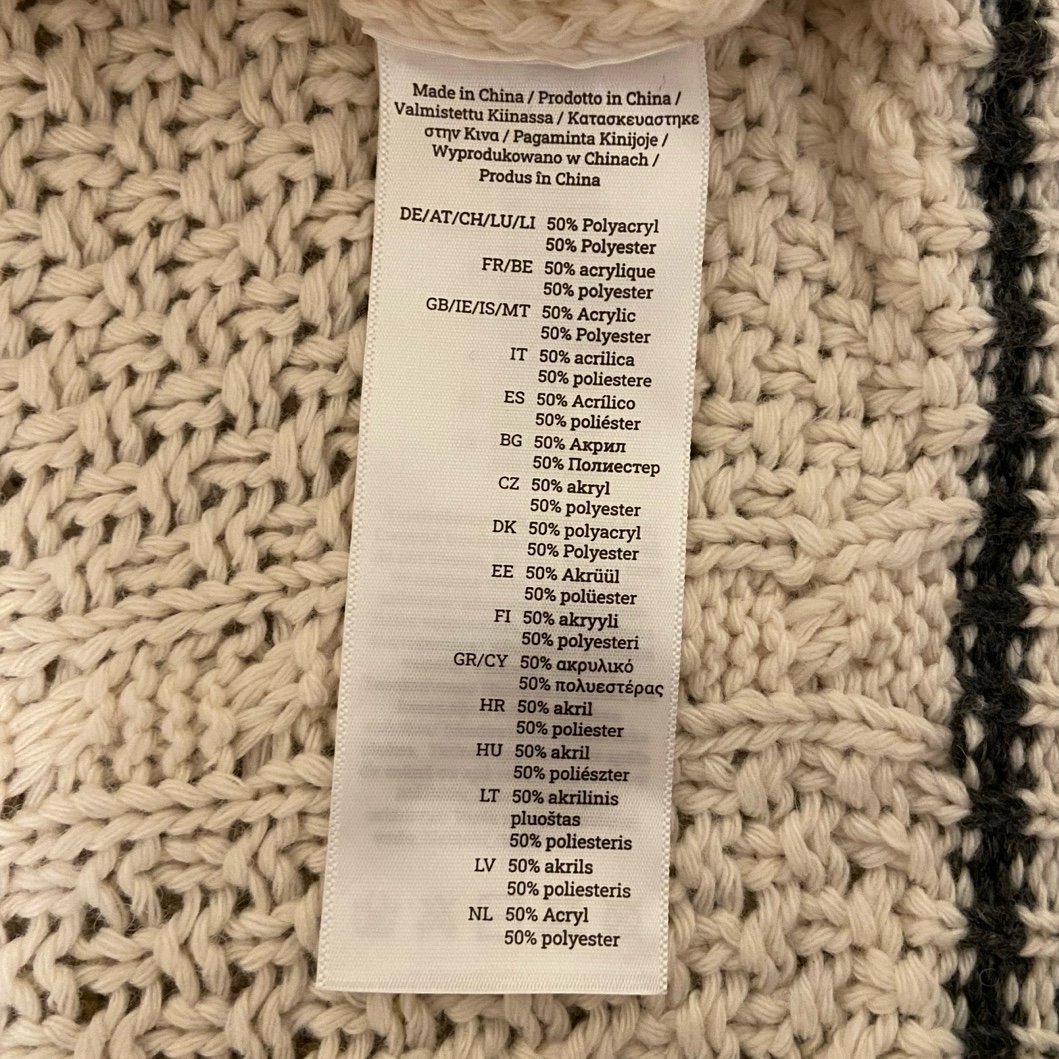 Made in China / Prodotto in China /
Valmistettu Kiinassa / Κατασκευαστηκε
στην Κινα / Pagaminta Kinijoje /
Wyprodukowano w Chinach /
Produs în China
DE/AT/CH/LU/LI 50% Polyacryl
50% Polyester
FR/BE 50% acrylique
50% polyester
GB/IE/IS/MT 50% Acrylic
50% Polyester
IT 50% acrilica
50% poliestere
ES 50% Acrílico
50% poliéster
BG 50% Акрил
50% Полиестер
CZ 50% akryl
50% polyester
DK 50% polyacryl
50% Polyester
EE 50% Akrüül
50% polüester
FI 50% akryyli
50% polyesteri
GR/CY 50% ακρυλικό
50% πολυεστέρας
HR 50% akril
50% poliester
HU 50% akril
50% poliészter
LT 50% akrilinis
pluoštas
50% poliesteris
LV 50% akrils
50% poliesteris
NL 50% Acryl
50% polyester